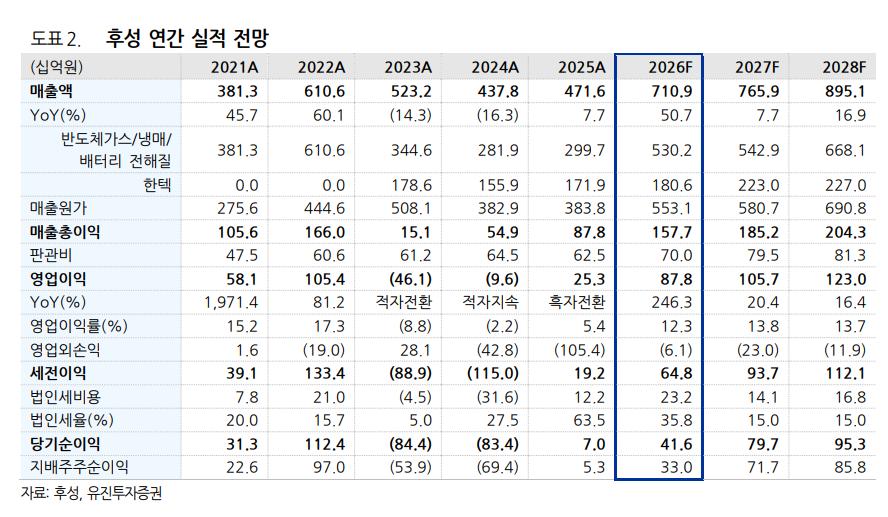 도표 2. 후성 연간 실적 전망
(십억원) 2021A 2022A 2023A 2024A 2025A 2026F 2027F 2028F
매출액 381.3 610.6 523.2 437.8 471.6 710.9 765.9 895.1
YoY(%) 45.7 60.1 (14.3) (16.3) 7.7 50.7 7.7 16.9
반도체가스/냉매/
배터리 전해질 381.3 610.6 344.6 281.9 299.7 530.2 542.9 668.1
한텍 0.0 0.0 178.6 155.9 171.9 180.6 223.0 227.0
매출원가 275.6 444.6 508.1 382.9 383.8 553.1 580.7 690.8
매출총이익 105.6 166.0 15.1 54.9 87.8 157.7 185.2 204.3
판관비 47.5 60.6 61.2 64.5 62.5 70.0 79.5 81.3
영업이익 58.1 105.4 (46.1) (9.6) 25.3 87.8 105.7 123.0
YoY(%) 1,971.4 81.2 적자전환 적자지속 흑자전환 246.3 20.4 16.4
영업이익률(%) 15.2 17.3 (8.8) (2.2) 5.4 12.3 13.8 13.7
영업외손익 1.6 (19.0) 28.1 (42.8) (105.4) (6.1) (23.0) (11.9)
세전이익 39.1 133.4 (88.9) (115.0) 19.2 64.8 93.7 112.1
법인세비용 7.8 21.0 (4.5) (31.6) 12.2 23.2 14.1 16.8
법인세율(%) 20.0 15.7 5.0 27.5 63.5 35.8 15.0 15.0
당기순이익 31.3 112.4 (84.4) (83.4) 7.0 41.6 79.7 95.3
지배주주순이익 22.6 97.0 (53.9) (69.4) 5.3 33.0 71.7 85.8
자료: 후성, 유진투자증권